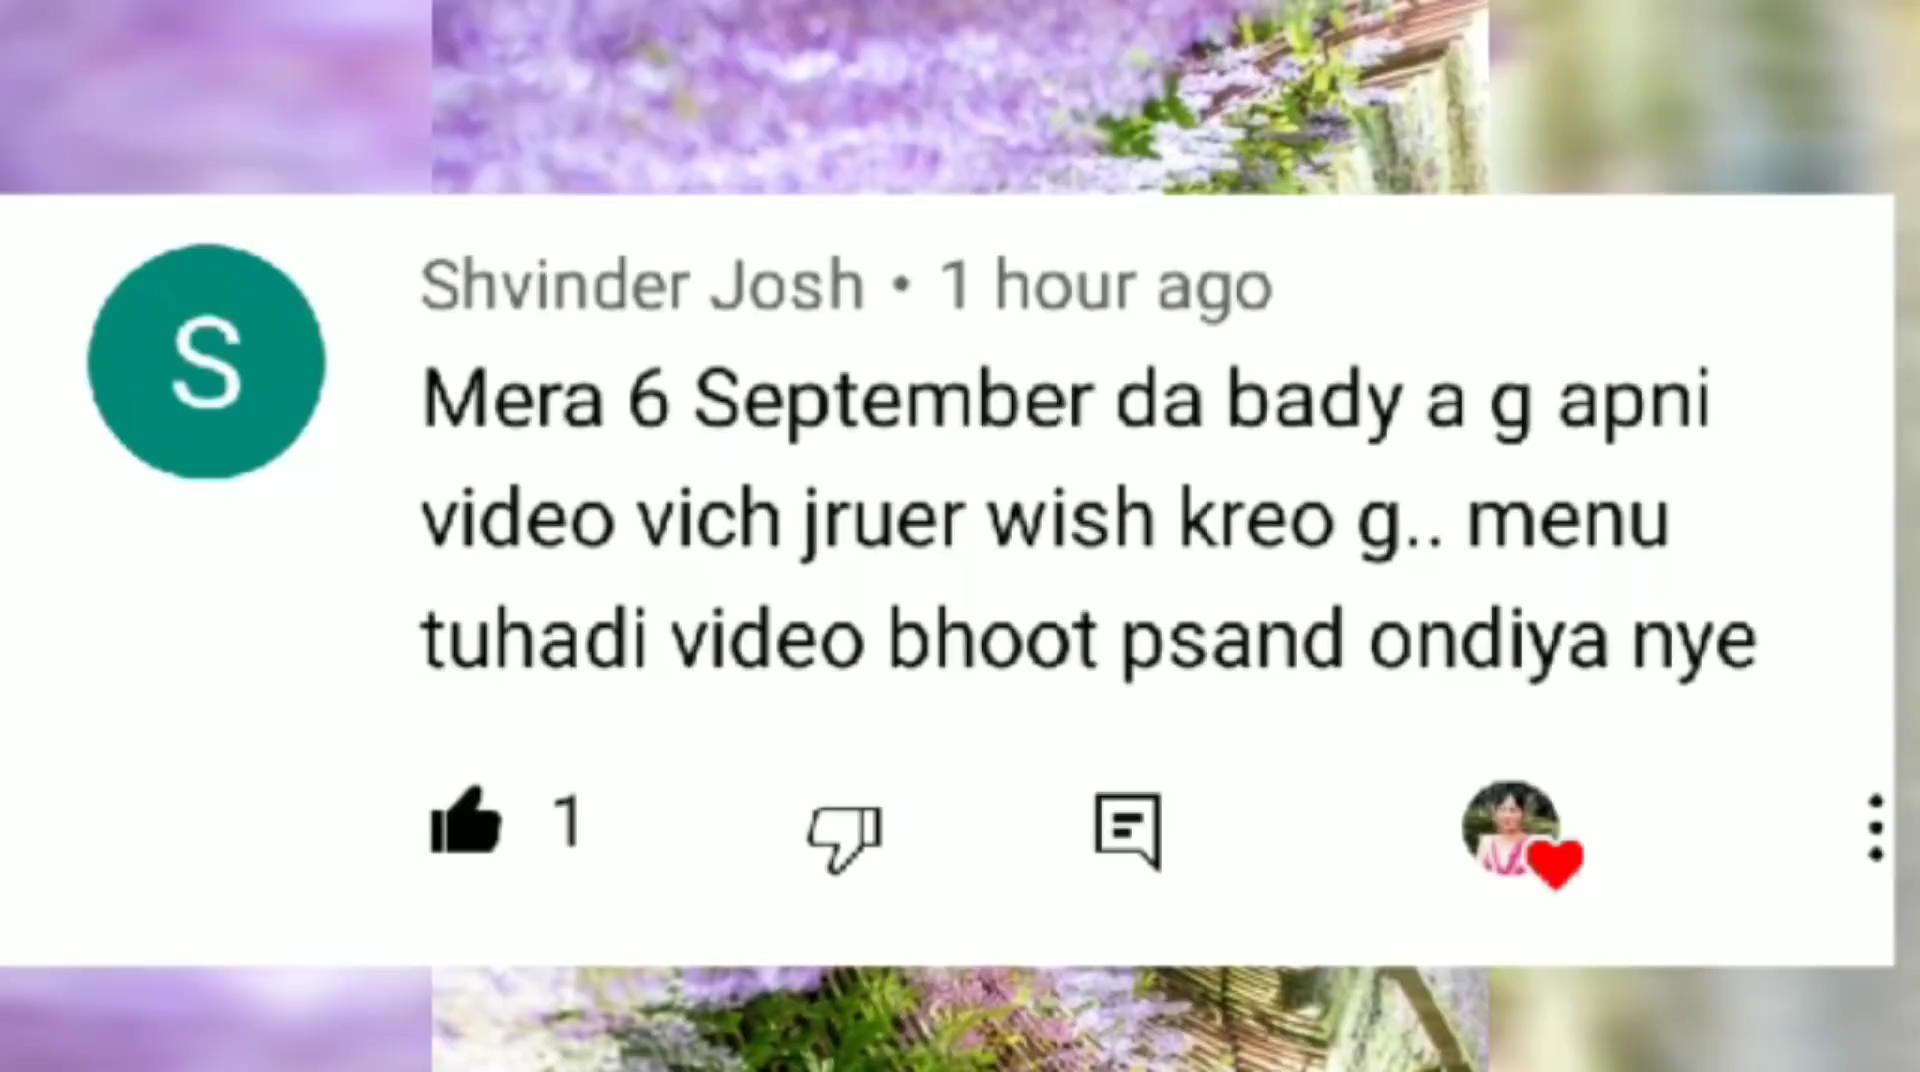 S
Shvinder Josh • 1 hour ago
Mera 6 September da bady a g apni
video vich jruer wish kreo g.. menu
tuhadi video bhoot psand ondiya nye
1